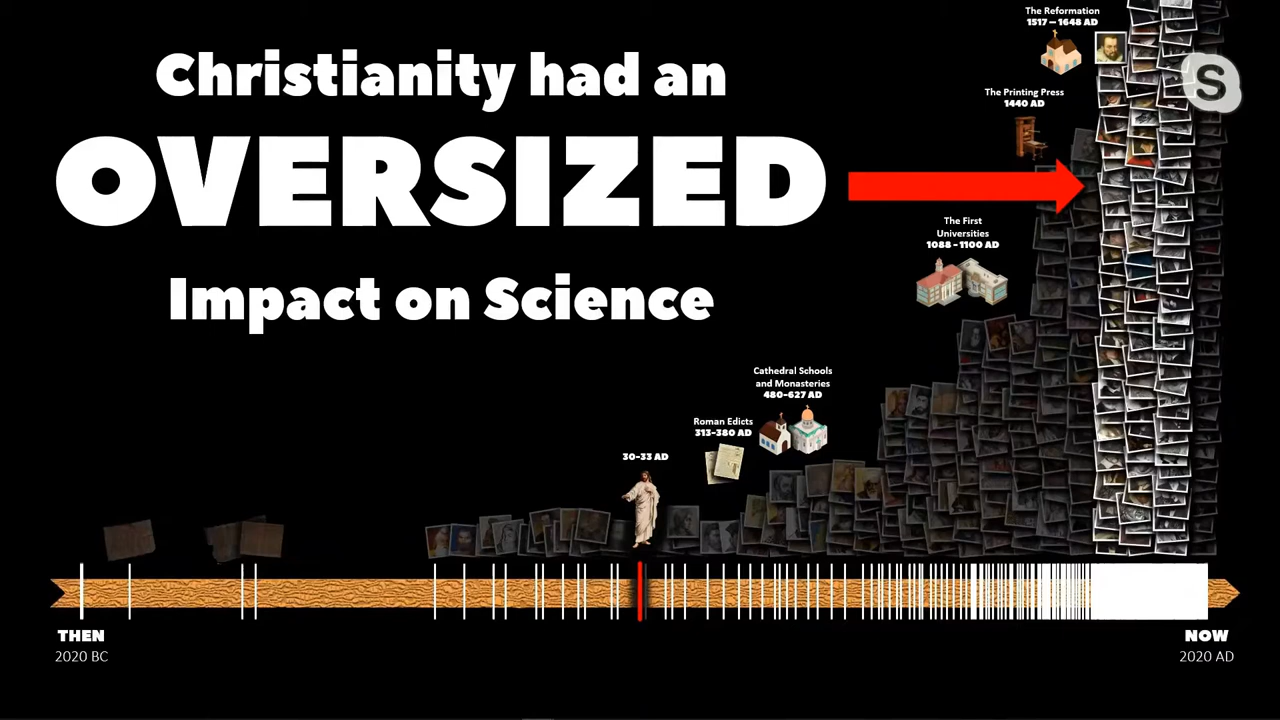 Christianity had an
OVERSIZED
Impact on Science
The Reformation
1517 – 1648 AD
S
The Printing Press
1440 AD
The First
Universities
1088 - 1100 AD
Cathedral Schools
and Monasteries
480-627 AD
Roman Edicts
313-380 AD
30-33 AD
THEN
2020 BC
NOW
2020 AD